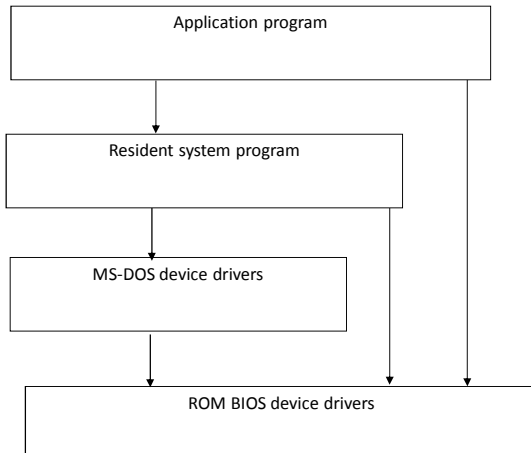 Application program
Resident system program
MS-DOS device drivers
ROM BIOS device drivers